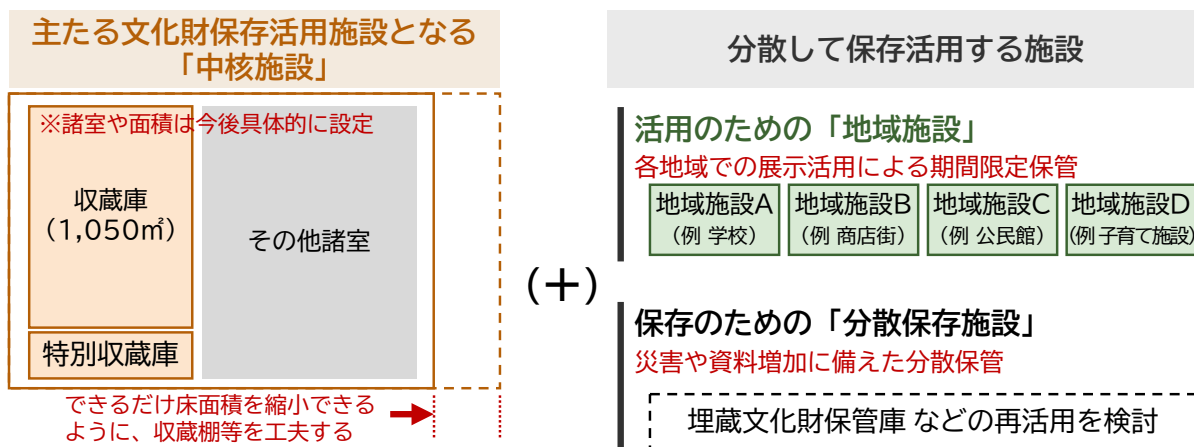 主たる文化財保存活用施設となる
「中核施設」
※諸室や面積は今後具体的に設定
収蔵庫
(1,050㎡)
その他諸室
特別収蔵庫
できるだけ床面積を縮小できる
ように、収蔵棚等を工夫する
(＋)
分散して保存活用する施設
活用のための「地域施設」
各地域での展示活用による期間限定保管
地域施設A
(例 学校)
地域施設B
(例 商店街)
地域施設C
(例 公民館)
地域施設D
(例 子育て施設)
保存のための「分散保存施設」
災害や資料増加に備えた分散保管
埋蔵文化財保管庫 などの再活用を検討